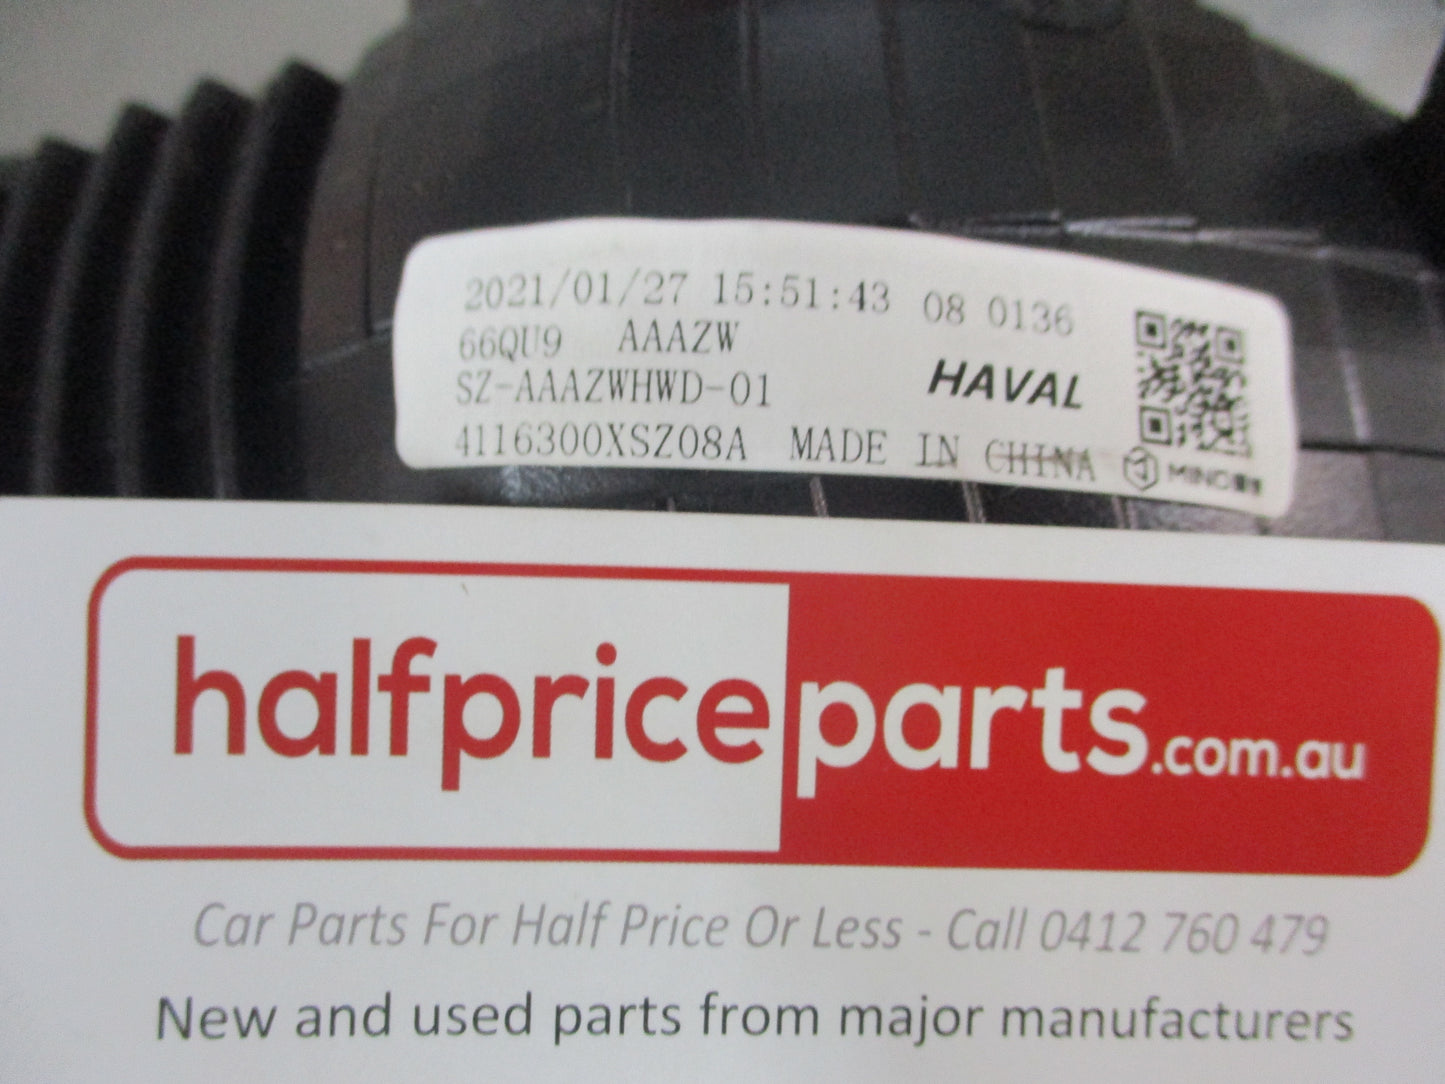 2021/01/27 15:51:43 08 0136
66QU9 AAAZW
SZ-AAAZWHWD-01
HAVAL
4116300XSZ08A MADE IN CHINA
halfpriceparts.com.au
Car Parts For Half Price Or Less - Call 0412 760 479
New and used parts from major manufacturers